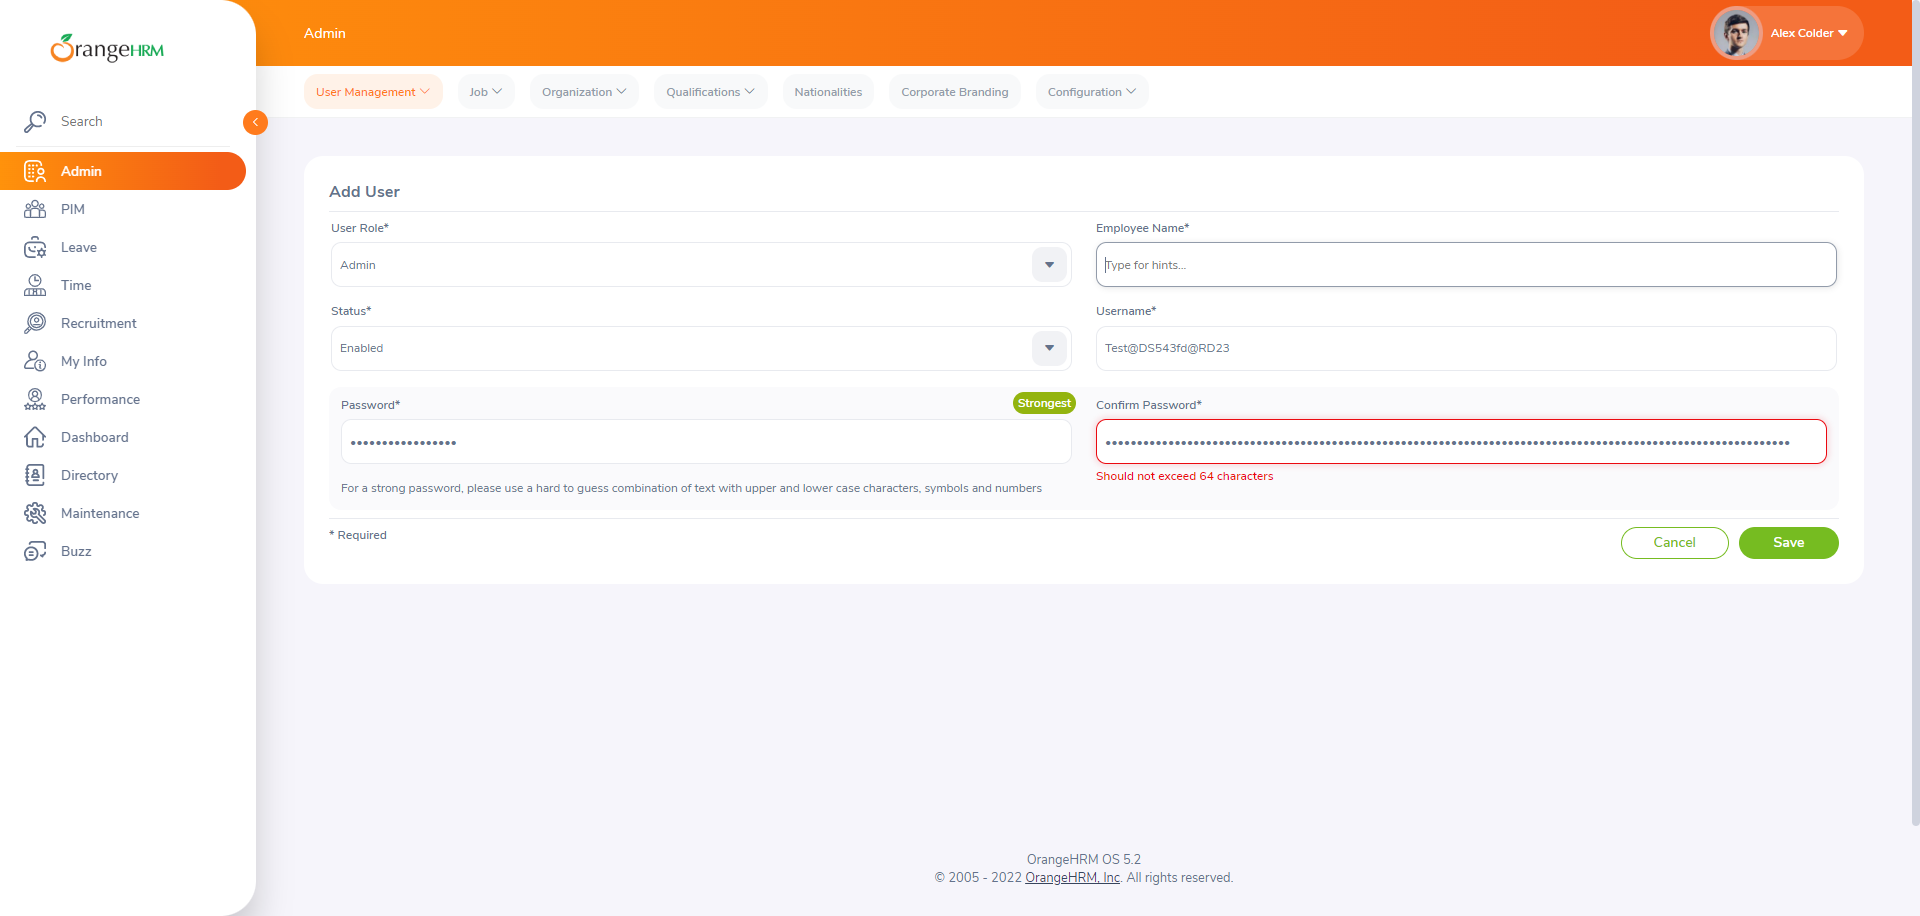 OrangeHRM
Search
Admin
PIM
Leave
Time
Recruitment
My Info
Performance
Dashboard
Directory
Maintenance
Buzz
Admin
Alex Colder
User Management
Job
Organization
Qualifications
Nationalities
Corporate Branding
Configuration
Add User
User Role*
Admin
Employee Name*
Type for hints...
Status*
Enabled
Username*
Test@DS543fd@RD23
Password*
Strongest
Confirm Password*
Should not exceed 64 characters
For a strong password, please use a hard to guess combination of text with upper and lower case characters, symbols and numbers
* Required
Cancel
Save
OrangeHRM OS 5.2
© 2005 - 2022 OrangeHRM, Inc. All rights reserved.